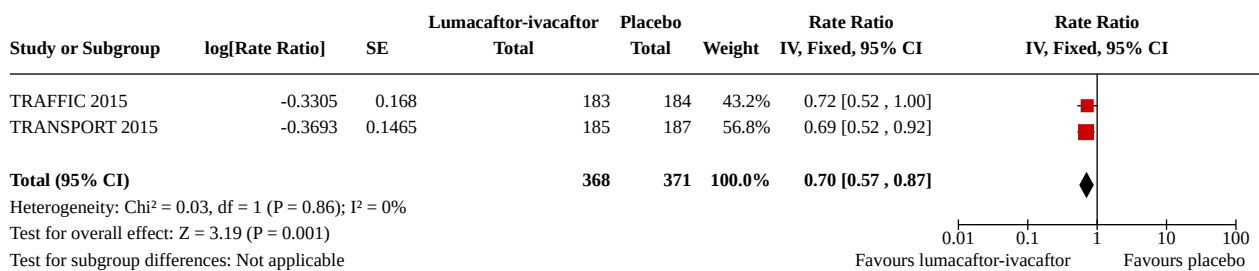 Lumacaftor-ivacaftor Placebo Rate Ratio Rate Ratio
Study or Subgroup log[Rate Ratio] SE Total Total Weight IV, Fixed, 95% CI IV, Fixed, 95% CI
TRAFFIC 2015 -0.3305 0.168 183 184 43.2% 0.72 [0.52 , 1.00]
TRANSPORT 2015 -0.3693 0.1465 185 187 56.8% 0.69 [0.52 , 0.92]
Total (95% CI) 368 371 100.0% 0.70 [0.57 , 0.87]
Heterogeneity: Chi² = 0.03, df = 1 (P = 0.86); I² = 0%
Test for overall effect: Z = 3.19 (P = 0.001) 0.01 0.1 1 10 100
Test for subgroup differences: Not applicable Favours lumacaftor-ivacaftor Favours placebo